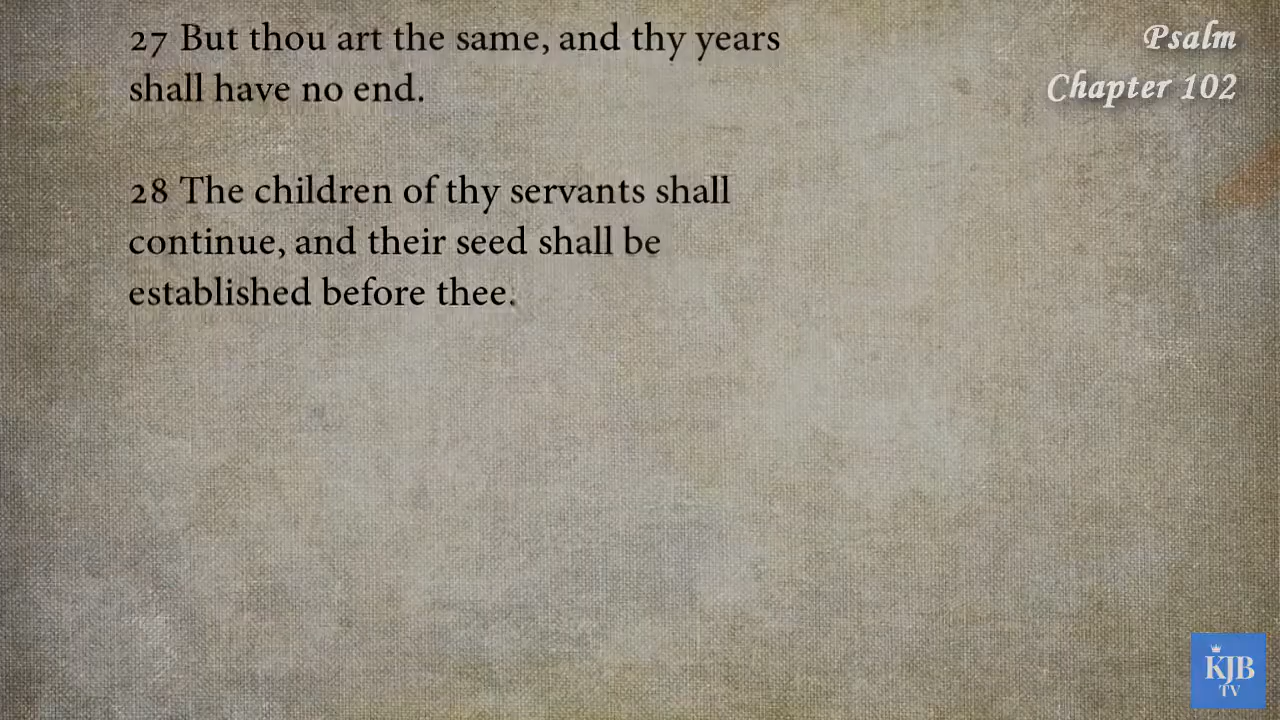 27 But thou art the same, and thy years
shall have no end.
28 The children of thy servants shall
continue, and their seed shall be
established before thee.
Psalm
Chapter 102
KJB
TV